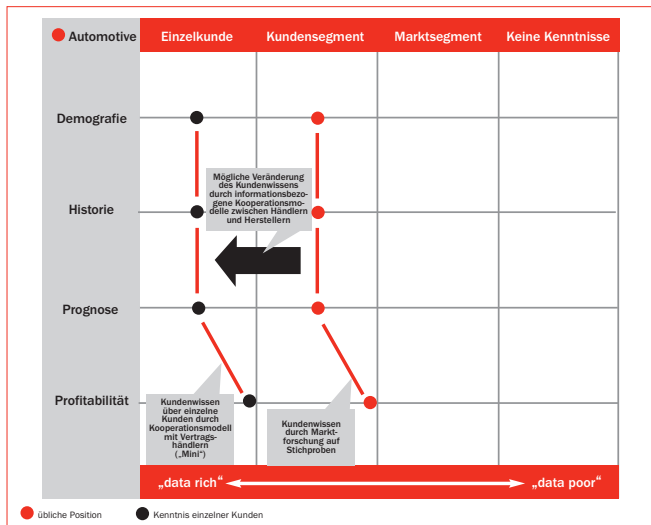 Automotive
Einzelkunde
Kundensegment
Marktsegment
Keine Kenntnisse
Demografie
Mögliche Veränderung
des Kundenwissens
durch informationsbezo-
gene Kooperationsmo-
delle zwischen Händlern
und Herstellern
Historie
Prognose
Profitabilität
Kundenwissen
über einzelne
Kunden durch
Kooperationsmodell
mit Vertrags-
händlern
(„Mini“)
Kundenwissen
durch Markt-
forschung auf
Stichproben
„data rich“
„data poor“
übliche Position
Kenntnis einzelner Kunden